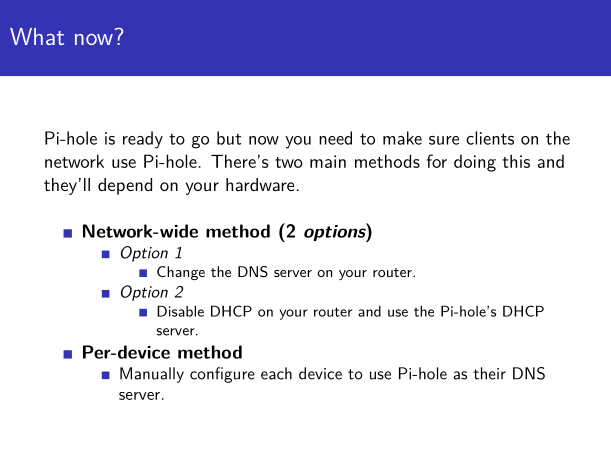 What now?
Pi-hole is ready to go but now you need to make sure clients on the
network use Pi-hole. There's two main methods for doing this and
they'll depend on your hardware.
Network-wide method (2 options)
Option 1
Change the DNS server on your router.
Option 2
Disable DHCP on your router and use the Pi-hole's DHCP
server.
Per-device method
Manually configure each device to use Pi-hole as their DNS
server.